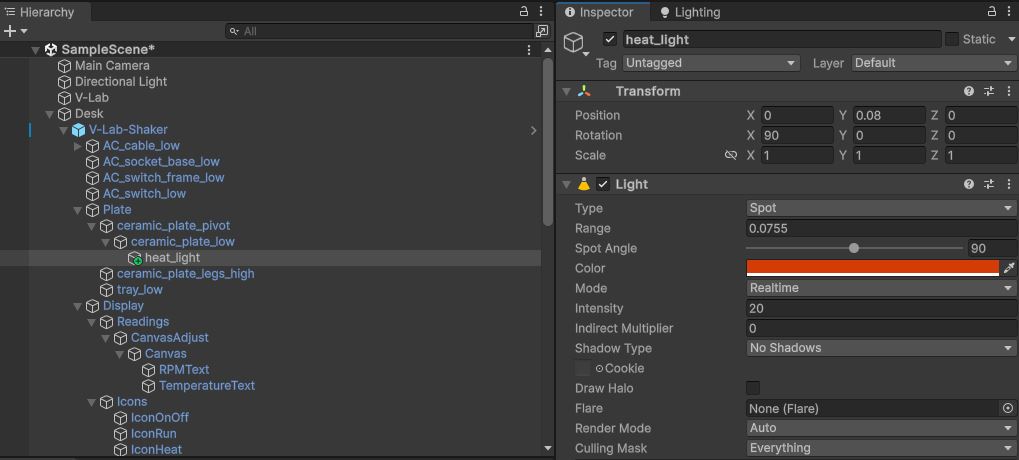 Hierarchy
All
SampleScene*
Main Camera
Directional Light
V-Lab
Desk
V-Lab-Shaker
AC_cable_low
AC_socket_base_low
AC_switch_frame_low
AC_switch_low
Plate
ceramic_plate_pivot
ceramic_plate_low
heat_light
ceramic_plate_legs_high
tray_low
Display
Readings
CanvasAdjust
Canvas
RPMText
TemperatureText
Icons
IconOnOff
IconRun
IconHeat
Inspector Lighting
heat_light Static
Tag Untagged Layer Default
Transform
Position X 0 Y 0.08 Z 0
Rotation X 90 Y 0 Z 0
Scale X 1 Y 1 Z 1
Light
Type Spot
Range 0.0755
Spot Angle 90
Color
Mode Realtime
Intensity 20
Indirect Multiplier 0
Shadow Type No Shadows
Cookie
Draw Halo
Flare None (Flare)
Render Mode Auto
Culling Mask Everything